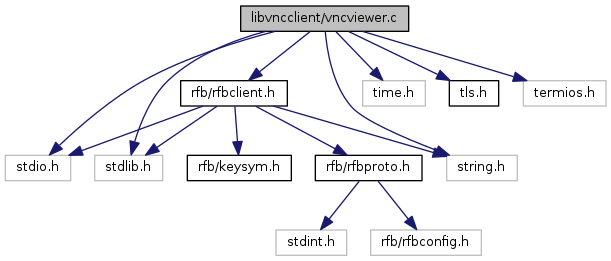 libvncclient/vncviewer.c
rfb/rfbclient.h
time.h
tls.h
termios.h
stdio.h
stdlib.h
rfb/keysym.h
rfb/rfbproto.h
string.h
stdint.h
rfb/rfbconfig.h